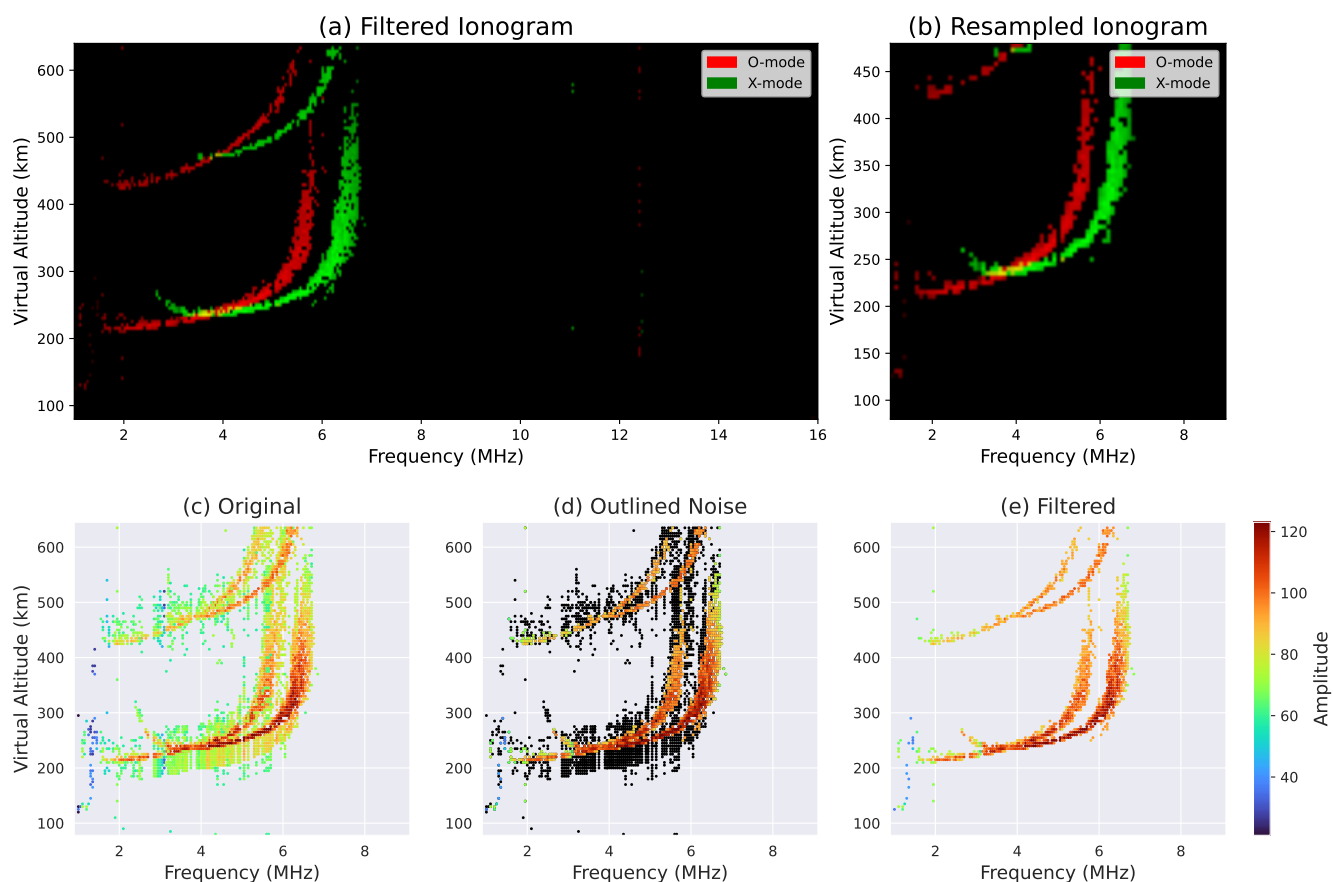 (a) Filtered Ionogram
(b) Resampled Ionogram
O-mode
X-mode
O-mode
X-mode
Virtual Altitude (km)
600
500
400
300
200
100
2 4 6 8 10 12 14 16
Frequency (MHz)
Virtual Altitude (km)
450
400
350
300
250
200
150
100
2 4 6 8
Frequency (MHz)
(c) Original
(d) Outlined Noise
(e) Filtered
Virtual Altitude (km)
600
500
400
300
200
100
2 4 6 8
Frequency (MHz)
600
500
400
300
200
100
2 4 6 8
Frequency (MHz)
600
500
400
300
200
100
2 4 6 8
Frequency (MHz)
120
100
80
60
40
Amplitude